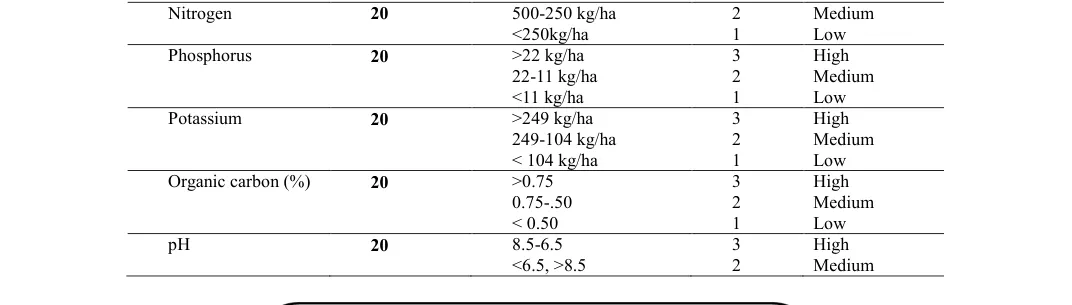 Nitrogen 20 500-250 kg/ha 2 Medium
<250kg/ha 1 Low
Phosphorus 20 >22 kg/ha 3 High
22-11 kg/ha 2 Medium
<11 kg/ha 1 Low
Potassium 20 >249 kg/ha 3 High
249-104 kg/ha 2 Medium
< 104 kg/ha 1 Low
Organic carbon (%) 20 >0.75 3 High
0.75-.50 2 Medium
< 0.50 1 Low
pH 20 8.5-6.5 3 High
<6.5, >8.5 2 Medium